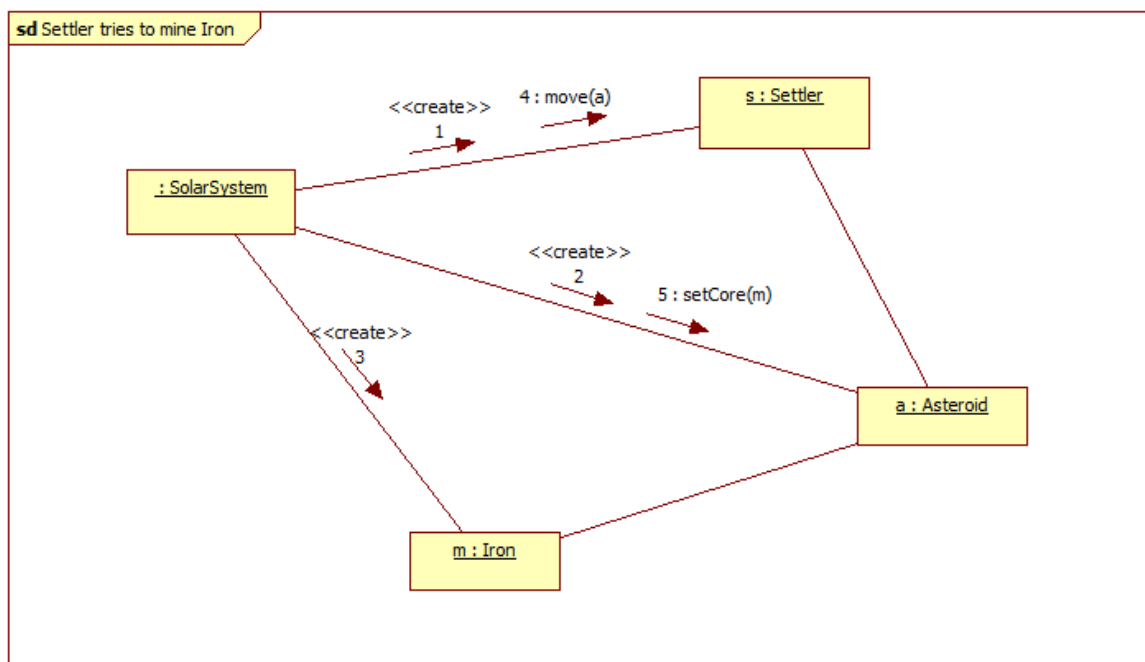 sd Settler tries to mine Iron
<<create>>
1
4 : move(a)
s : Settler
: SolarSystem
<<create>>
2
5 : setCore(m)
<<create>>
3
a : Asteroid
m : Iron